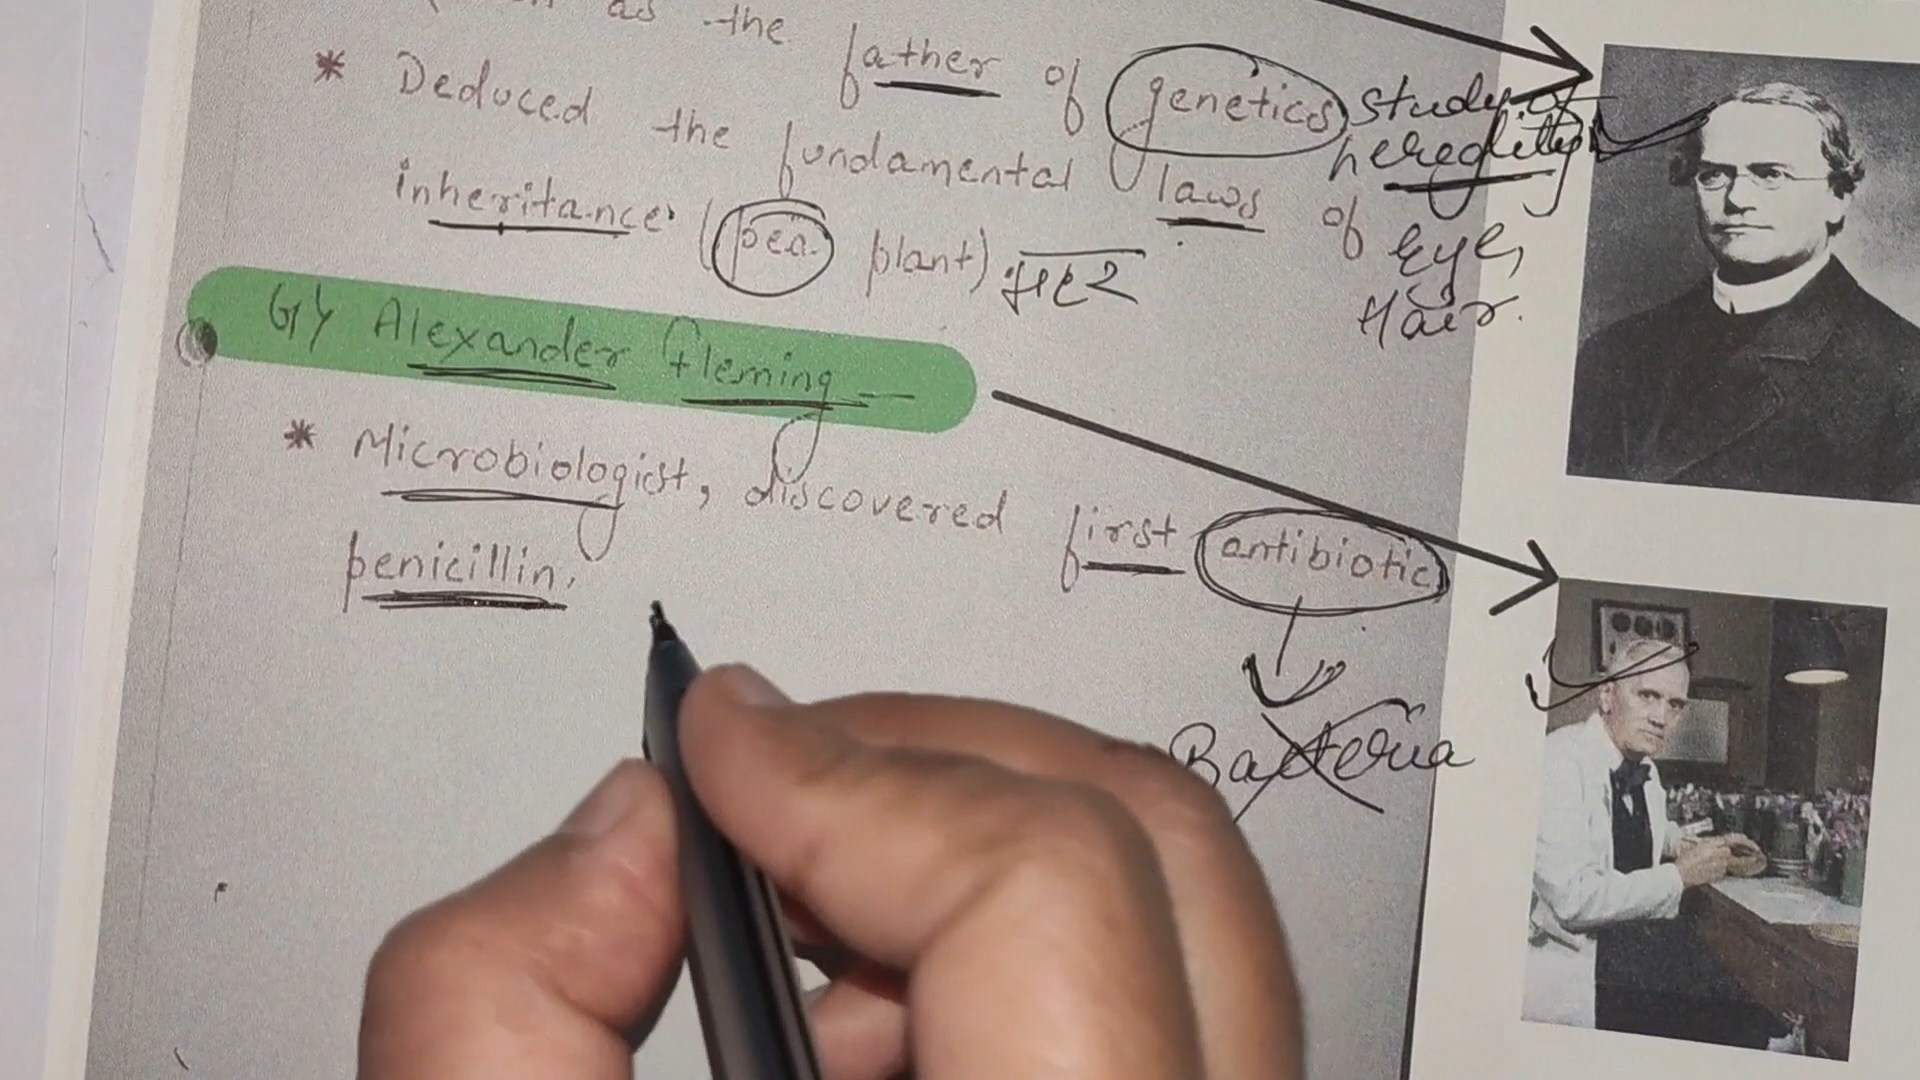 as the father of genetics study of
* Deduced the fundamental laws of heredity
inheritance (pea plant) मटर Eye,
Hair.
6) Alexander Fleming -
* Microbiologist, discovered first antibiotic
penicillin.
Bacteria